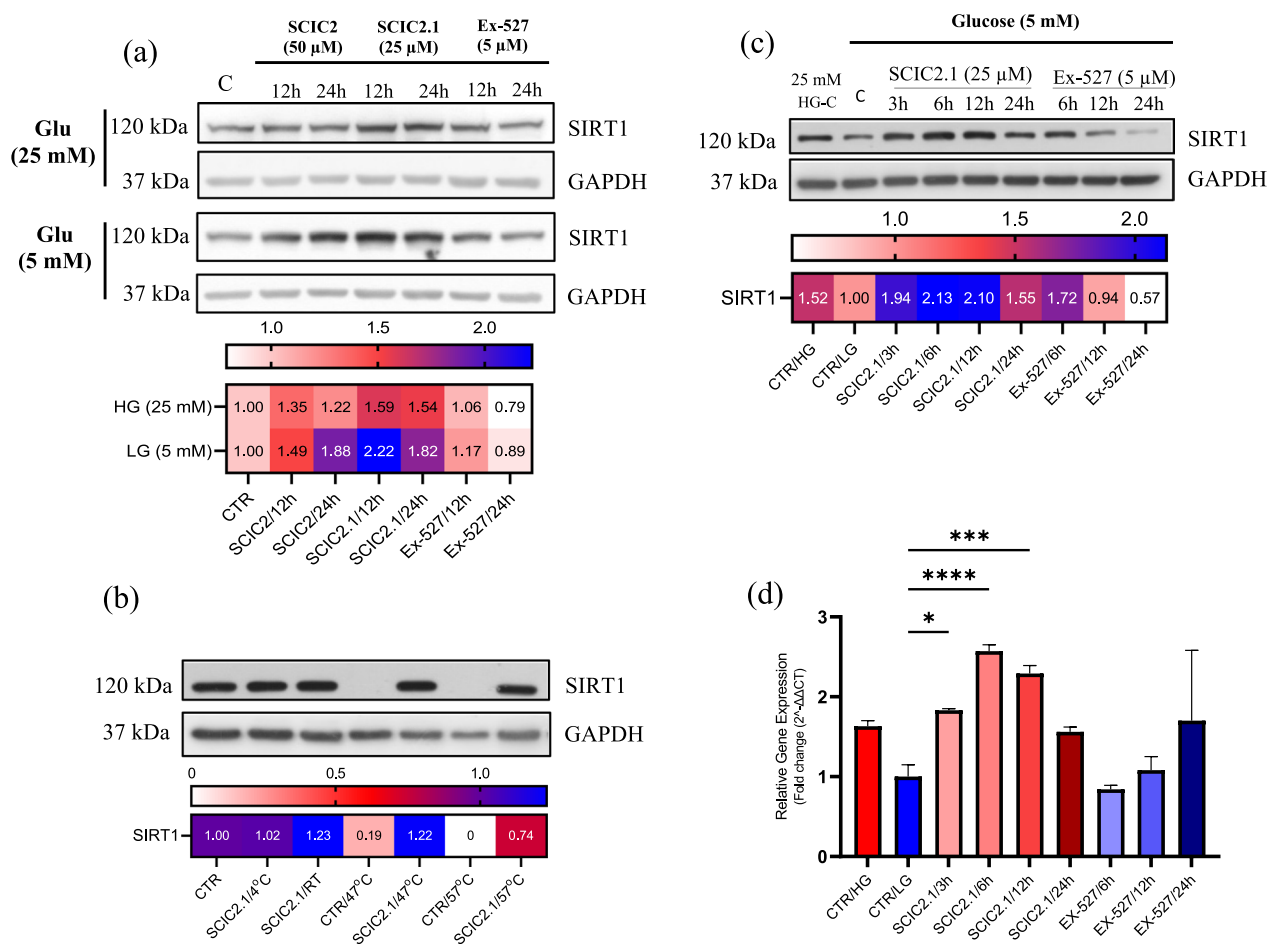 (a)
SCIC2 SCIC2.1 Ex-527
(50 µM) (25 µM) (5 µM)
C 12h 24h 12h 24h 12h 24h
Glu
(25 mM)
120 kDa SIRT1
37 kDa GAPDH
Glu
(5 mM)
120 kDa SIRT1
37 kDa GAPDH
1.0 1.5 2.0
HG (25 mM) 1.00 1.35 1.22 1.59 1.54 1.06 0.79
LG (5 mM) 1.00 1.49 1.88 2.22 1.82 1.17 0.89
CTR SCIC2/12h SCIC2/24h SCIC2.1/12h SCIC2.1/24h Ex-527/12h Ex-527/24h
(b)
120 kDa SIRT1
37 kDa GAPDH
0 0.5 1.0
SIRT1 1.00 1.02 1.23 0.19 1.22 0 0.74
CTR SCIC2.1/4°C SCIC2.1/RT CTR/47°C SCIC2.1/47°C CTR/57°C SCIC2.1/57°C
(c)
Glucose (5 mM)
25 mM
HG-C
C
SCIC2.1 (25 µM) Ex-527 (5 µM)
3h 6h 12h 24h 6h 12h 24h
120 kDa SIRT1
37 kDa GAPDH
1.0 1.5 2.0
SIRT1 1.52 1.00 1.94 2.13 2.10 1.55 1.72 0.94 0.57
CTR/HG CTR/LG SCIC2.1/3h SCIC2.1/6h SCIC2.1/12h SCIC2.1/24h Ex-527/6h Ex-527/12h Ex-527/24h
(d)
***
****
*
Relative Gene Expression
(Fold change (2^-ΔΔCT)
3
2
1
0
CTR/HG CTR/LG SCIC2.1/3h SCIC2.1/6h SCIC2.1/12h SCIC2.1/24h EX-527/6h EX-527/12h EX-527/24h